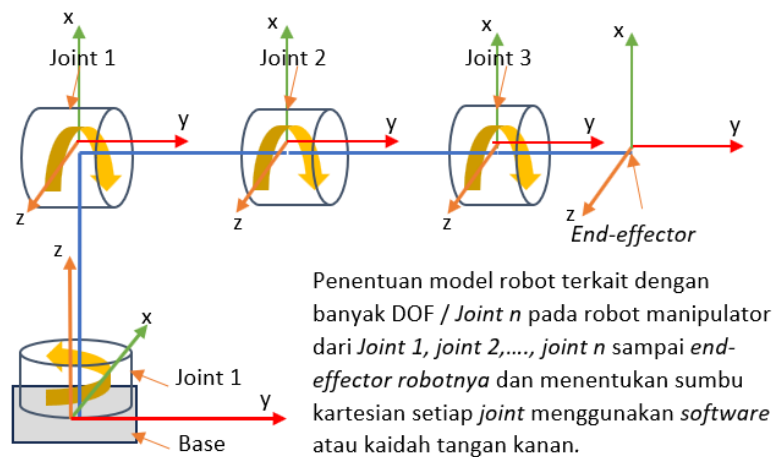 x
x
x
x
Joint 1
Joint 2
Joint 3
y
y
y
y
z
z
z
z
End-effector
z
x
Joint 1
y
Base
Penentuan model robot terkait dengan
banyak DOF / Joint n pada robot manipulator
dari Joint 1, joint 2,...., joint n sampai end-
effector robotnya dan menentukan sumbu
kartesian setiap joint menggunakan software
atau kaidah tangan kanan.